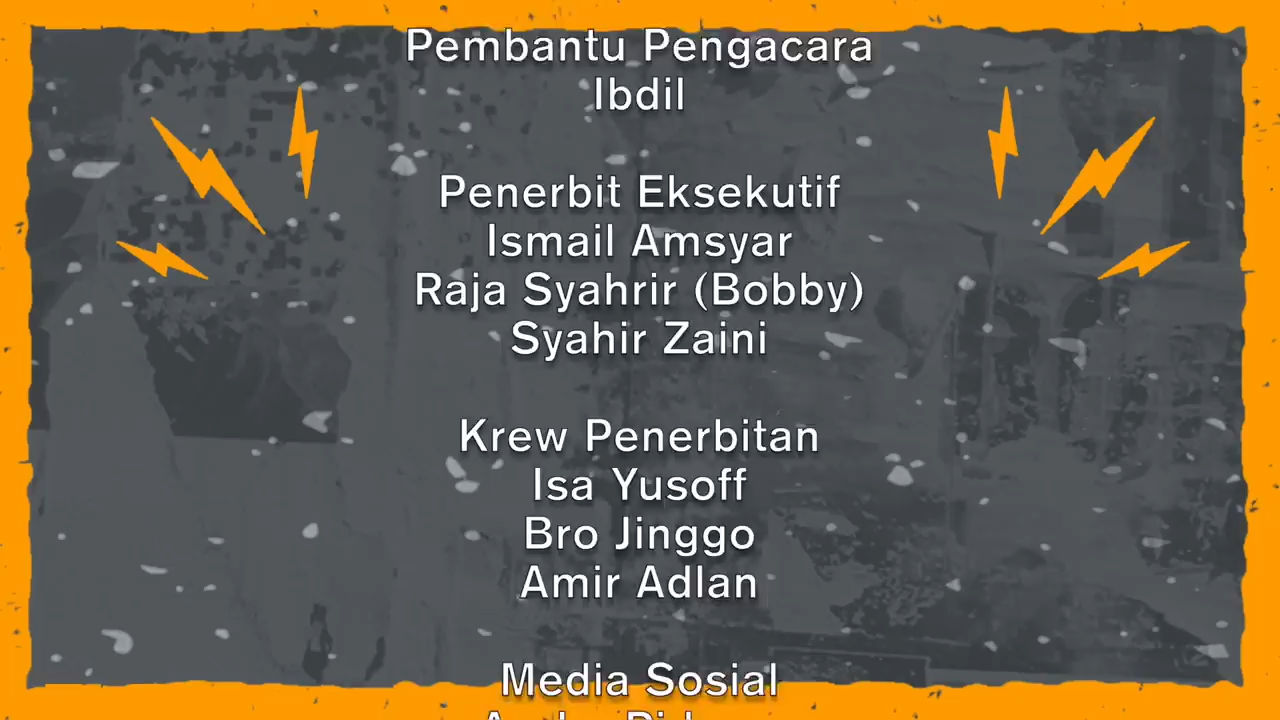 Pembantu Pengacara
Ibdil
Penerbit Eksekutif
Ismail Amsyar
Raja Syahrir (Bobby)
Syahir Zaini
Krew Penerbitan
Isa Yusoff
Bro Jinggo
Amir Adlan
Media Sosial